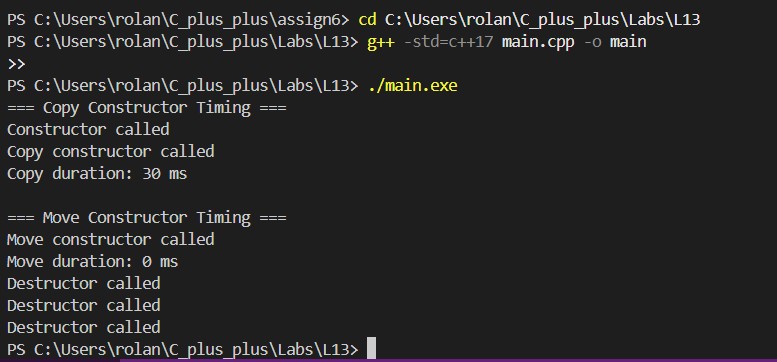 PS C:\Users\rolan\C_plus_plus\assign6> cd C:\Users\rolan\C_plus_plus\Labs\L13
PS C:\Users\rolan\C_plus_plus\Labs\L13> g++ -std=c++17 main.cpp -o main
>>
PS C:\Users\rolan\C_plus_plus\Labs\L13> ./main.exe
=== Copy Constructor Timing ===
Constructor called
Copy constructor called
Copy duration: 30 ms

=== Move Constructor Timing ===
Move constructor called
Move duration: 0 ms
Destructor called
Destructor called
Destructor called
PS C:\Users\rolan\C_plus_plus\Labs\L13>